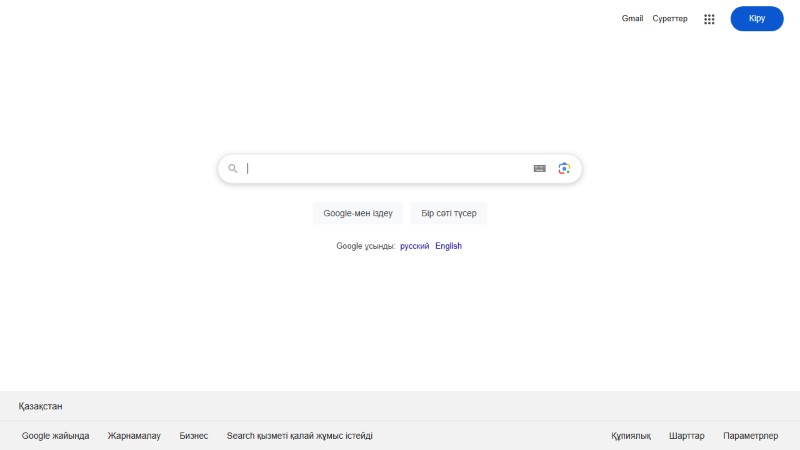 Gmail Суреттер Кіру
Google-мен іздеу Бір сәті түсер
Google ұсынды: русский English
Қазақстан
Google жайында Жарнамалау Бизнес Search қызметі қалай жұмыс істейді Құпиялық Шарттар Параметрлер